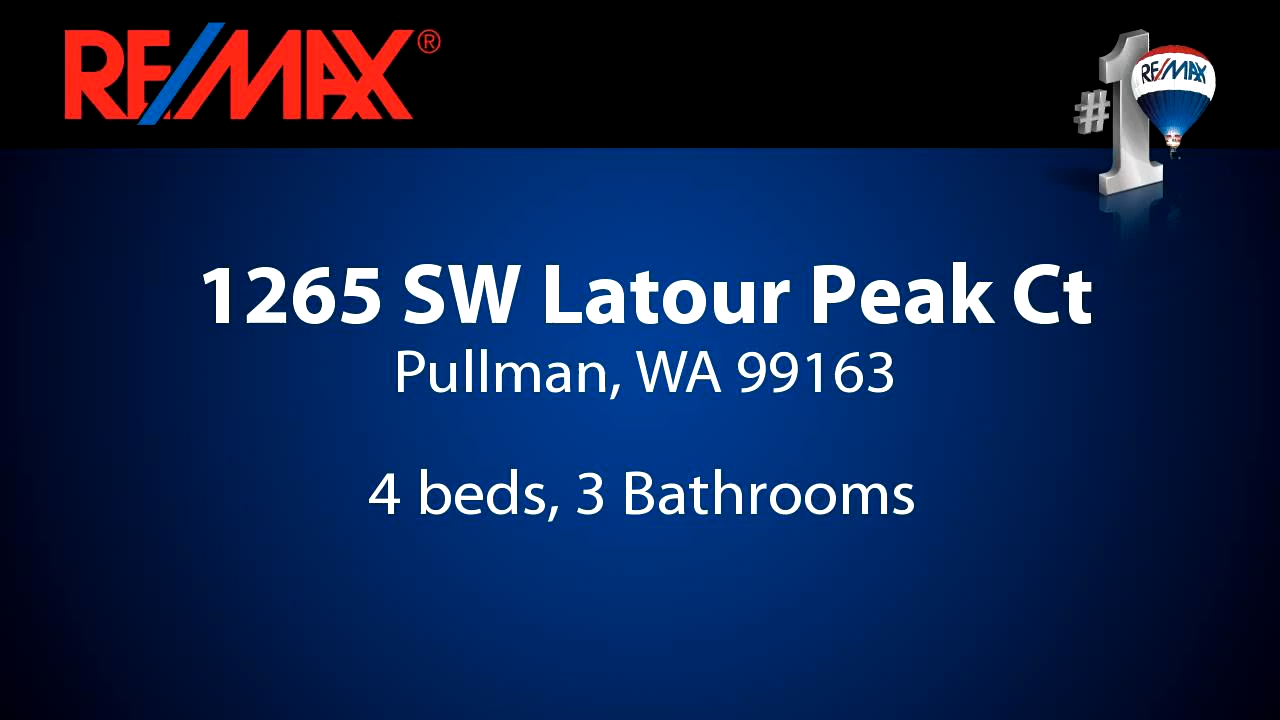 RE/MAX®
#1
RE/MAX
1265 SW Latour Peak Ct
Pullman, WA 99163
4 beds, 3 Bathrooms